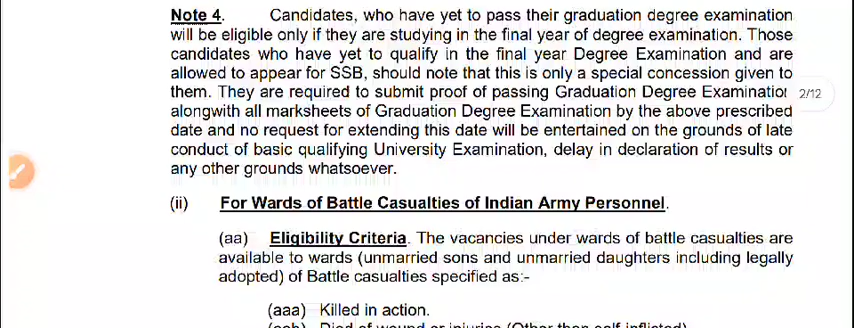 Note 4. Candidates, who have yet to pass their graduation degree examination
will be eligible only if they are studying in the final year of degree examination. Those
candidates who have yet to qualify in the final year Degree Examination and are
allowed to appear for SSB, should note that this is only a special concession given to
them. They are required to submit proof of passing Graduation Degree Examination 2/12
alongwith all marksheets of Graduation Degree Examination by the above prescribed
date and no request for extending this date will be entertained on the grounds of late
conduct of basic qualifying University Examination, delay in declaration of results or
any other grounds whatsoever.
(ii) For Wards of Battle Casualties of Indian Army Personnel.
(aa) Eligibility Criteria. The vacancies under wards of battle casualties are
available to wards (unmarried sons and unmarried daughters including legally
adopted) of Battle casualties specified as:-
(aaa) Killed in action.